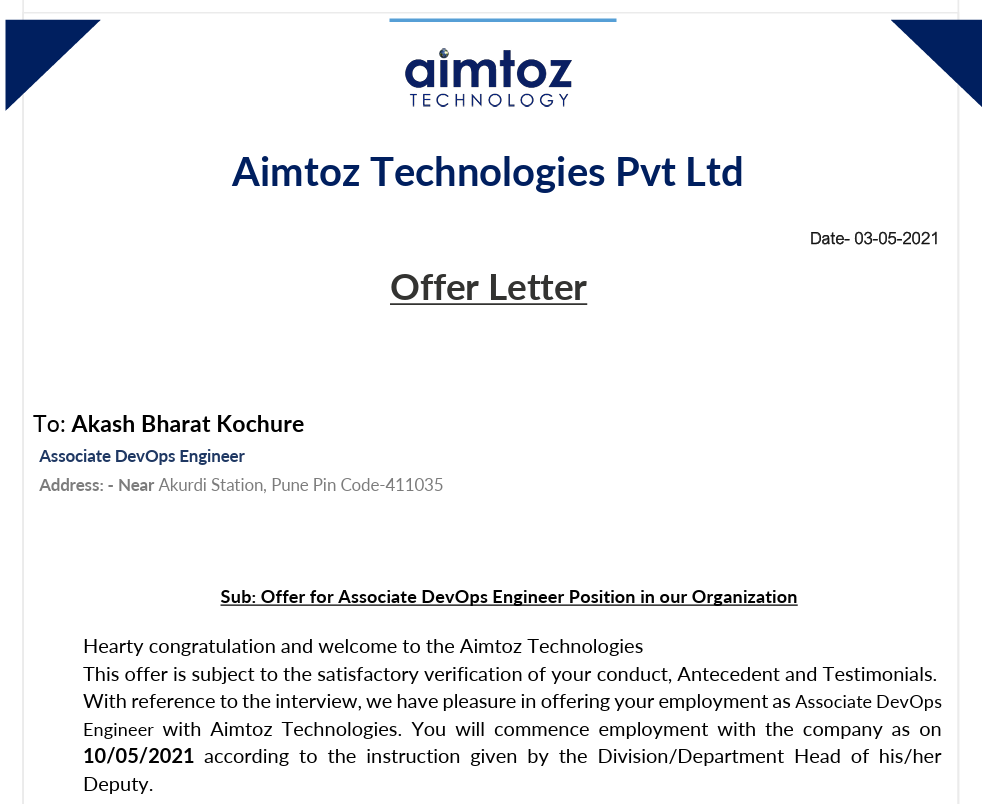 aimtoz
TECHNOLOGY
Aimtoz Technologies Pvt Ltd
Date- 03-05-2021
Offer Letter
To: Akash Bharat Kochure
Associate DevOps Engineer
Address: - Near Akurdi Station, Pune Pin Code-411035
Sub: Offer for Associate DevOps Engineer Position in our Organization
Hearty congratulation and welcome to the Aimtoz Technologies
This offer is subject to the satisfactory verification of your conduct, Antecedent and Testimonials.
With reference to the interview, we have pleasure in offering your employment as Associate DevOps
Engineer with Aimtoz Technologies. You will commence employment with the company as on
10/05/2021 according to the instruction given by the Division/Department Head of his/her
Deputy.